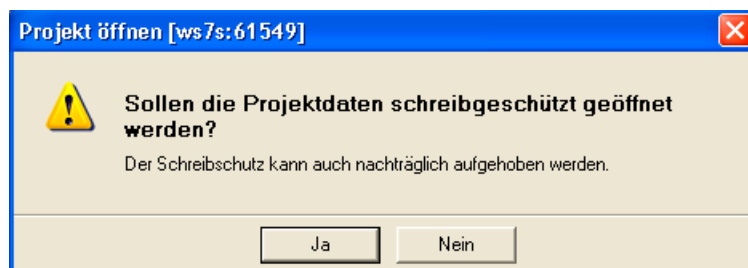 Projekt öffnen [ws7s:61549]
Sollen die Projektdaten schreibgeschützt geöffnet
werden?
Der Schreibschutz kann auch nachträglich aufgehoben werden.
Ja
Nein